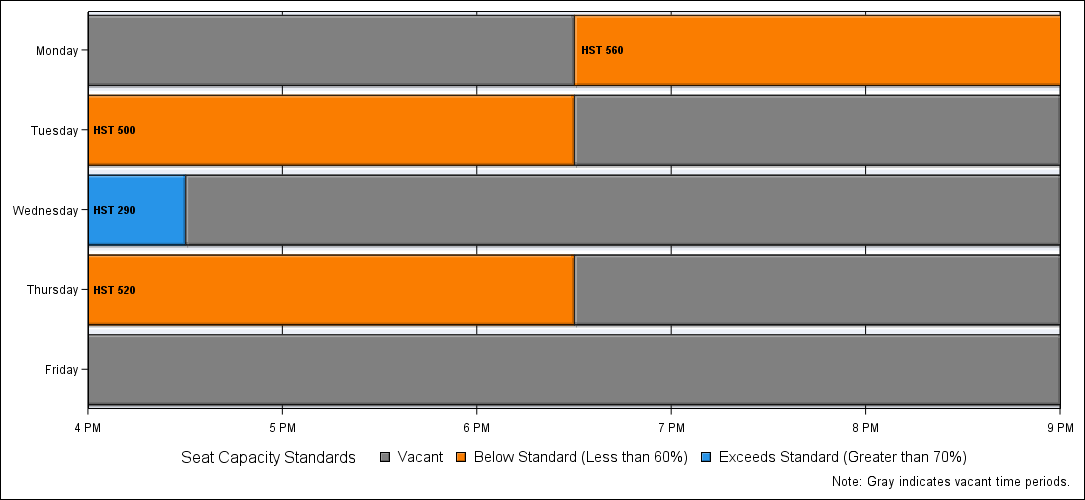 Monday
HST 560
Tuesday
HST 500
Wednesday
HST 290
Thursday
HST 520
Friday
4 PM 5 PM 6 PM 7 PM 8 PM 9 PM
Seat Capacity Standards Vacant Below Standard (Less than 60%) Exceeds Standard (Greater than 70%)
Note: Gray indicates vacant time periods.